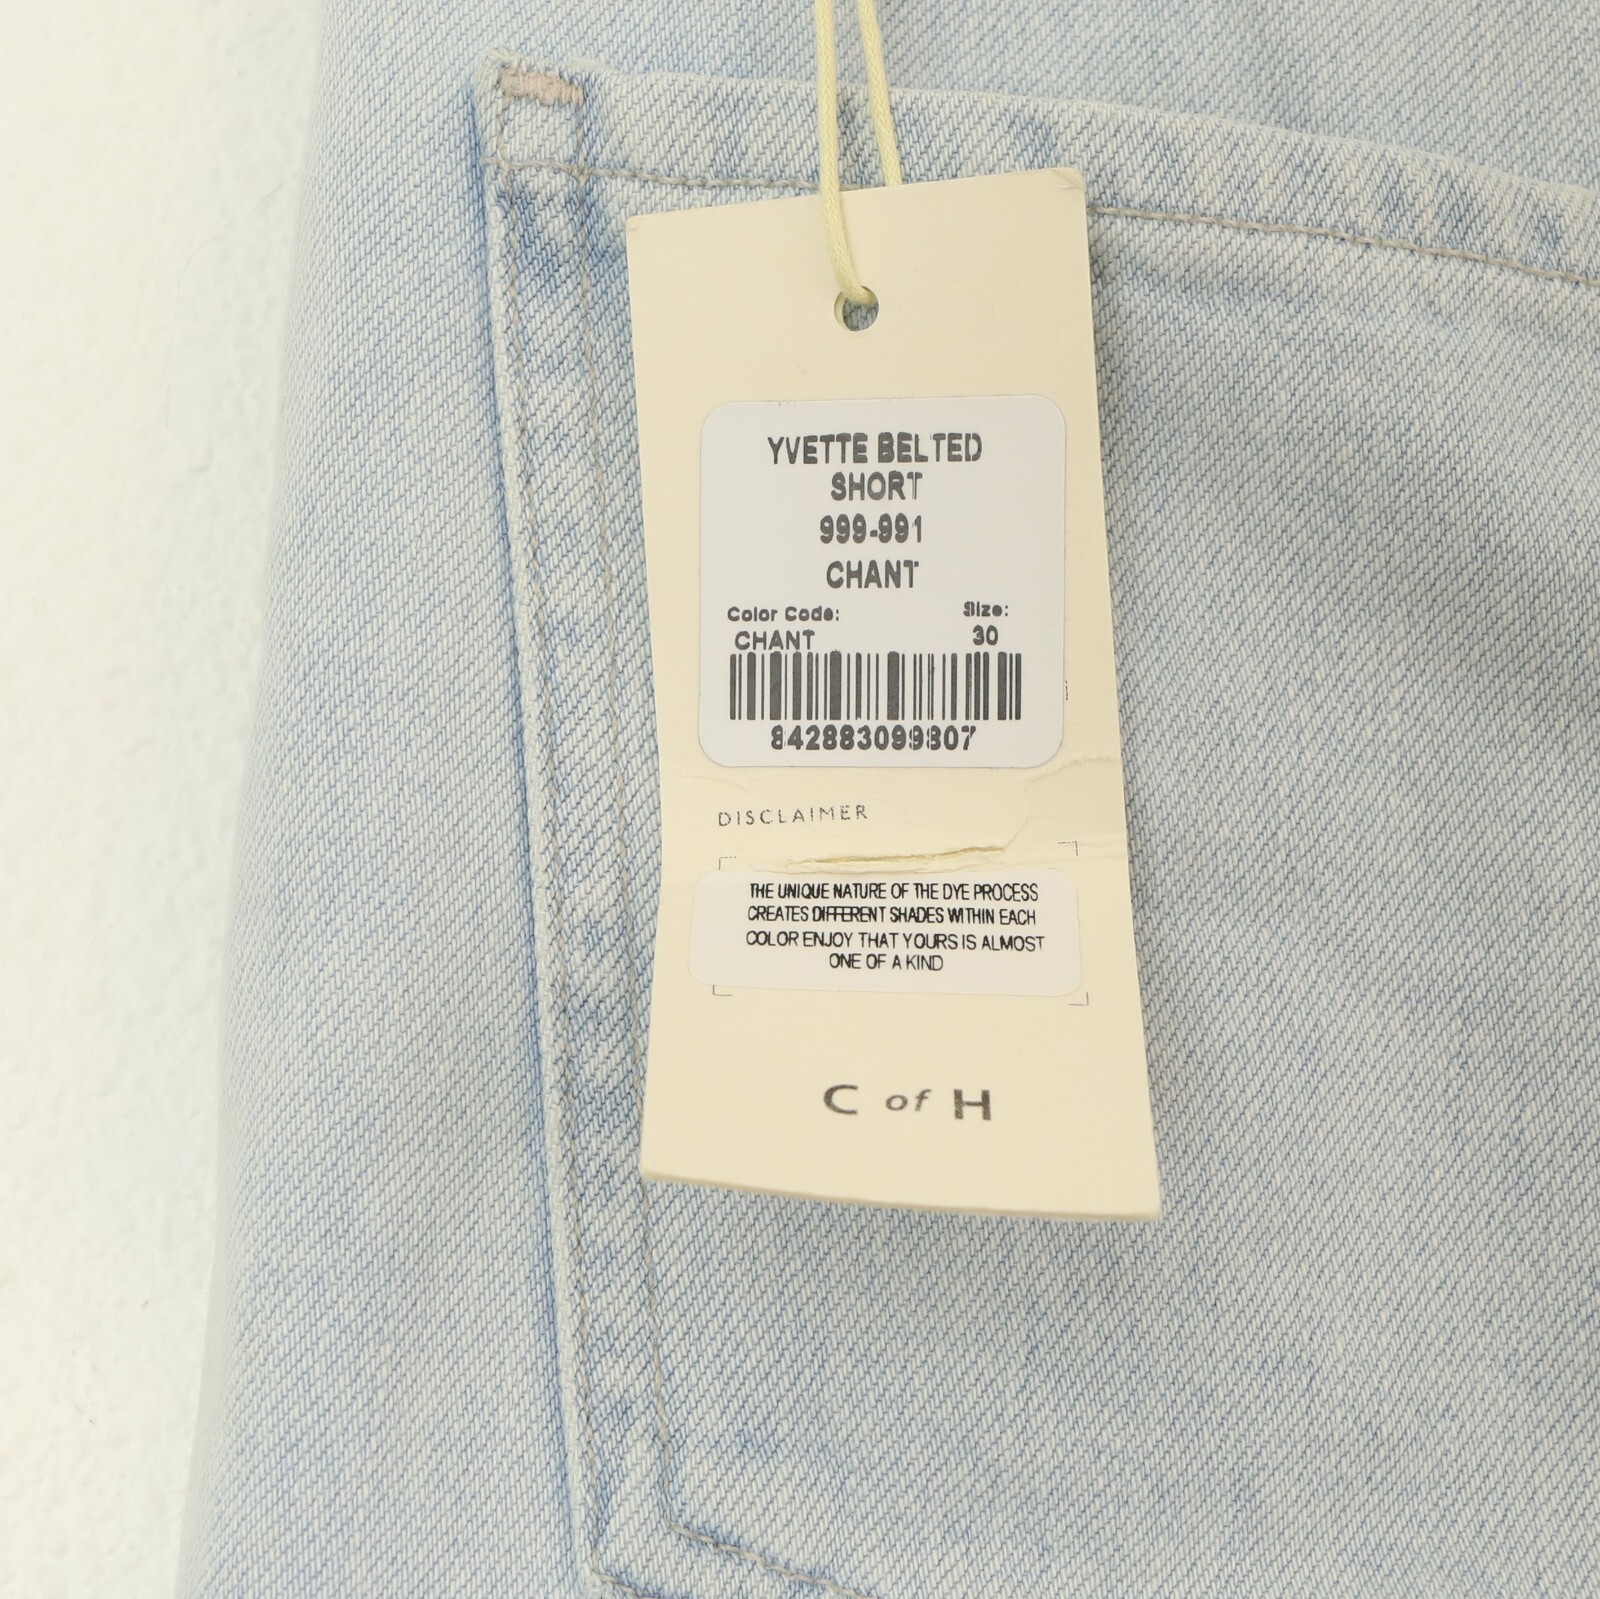 YVETTE BELTED
SHORT
999-991
CHANT
Color Code: Size:
CHANT 30
842883099807
DISCLAIMER
THE UNIQUE NATURE OF THE DYE PROCESS
CREATES DIFFERENT SHADES WITHIN EACH
COLOR ENJOY THAT YOURS IS ALMOST
ONE OF A KIND
C of H